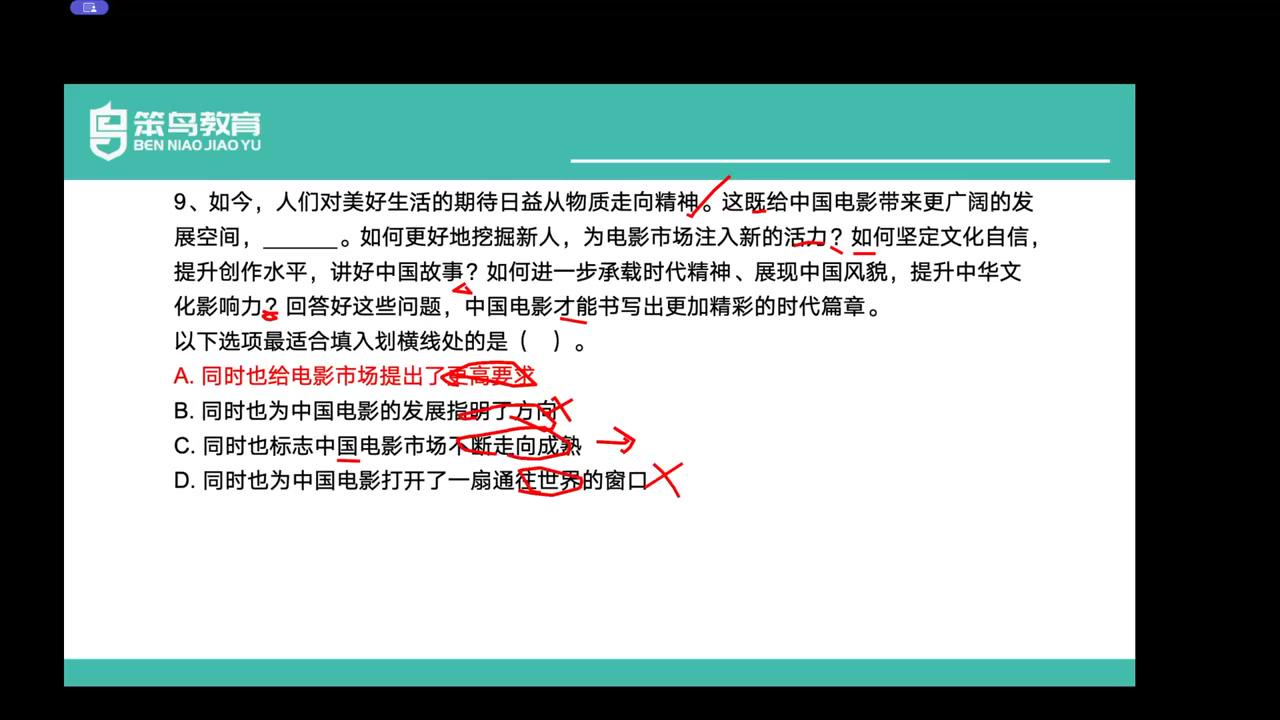 笨鸟教育
BEN NIAO JIAO YU
9、如今，人们对美好生活的期待日益从物质走向精神。这既给中国电影带来更广阔的发
展空间，______。如何更好地挖掘新人，为电影市场注入新的活力？如何坚定文化自信，
提升创作水平，讲好中国故事？如何进一步承载时代精神、展现中国风貌，提升中华文
化影响力？回答好这些问题，中国电影才能书写出更加精彩的时代篇章。
以下选项最适合填入划横线处的是（　）。
A. 同时也给电影市场提出了更高要求
B. 同时也为中国电影的发展指明了方向
C. 同时也标志中国电影市场不断走向成熟
D. 同时也为中国电影打开了一扇通往世界的窗口